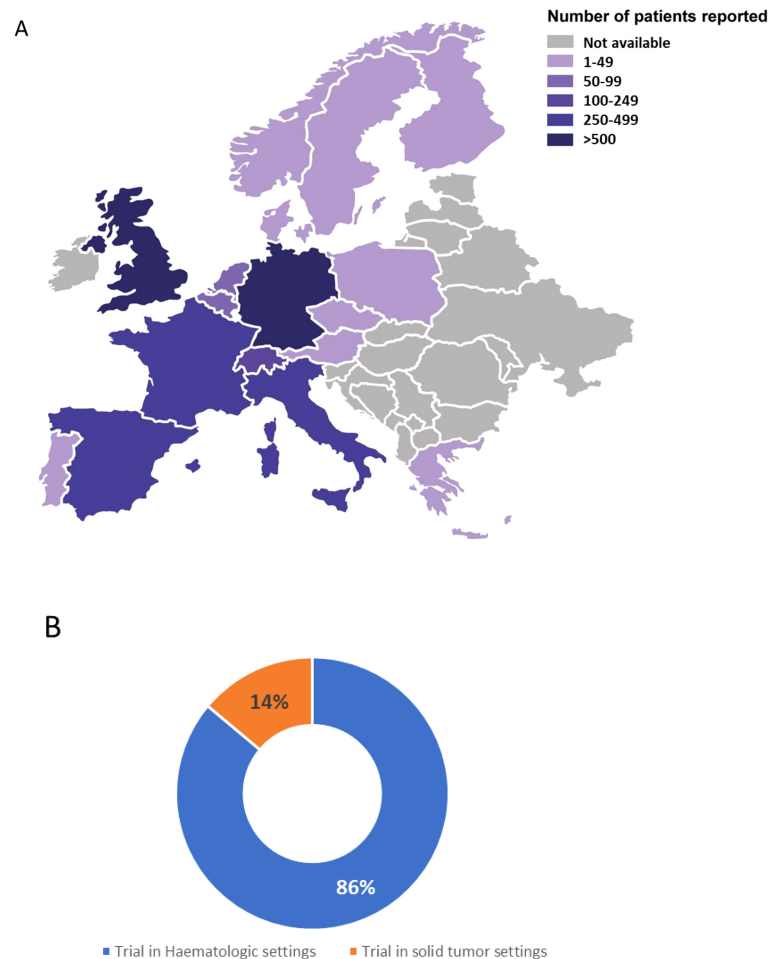 A
Number of patients reported
Not available
1-49
50-99
100-249
250-499
>500
B
14%
86%
Trial in Haematologic settings
Trial in solid tumor settings